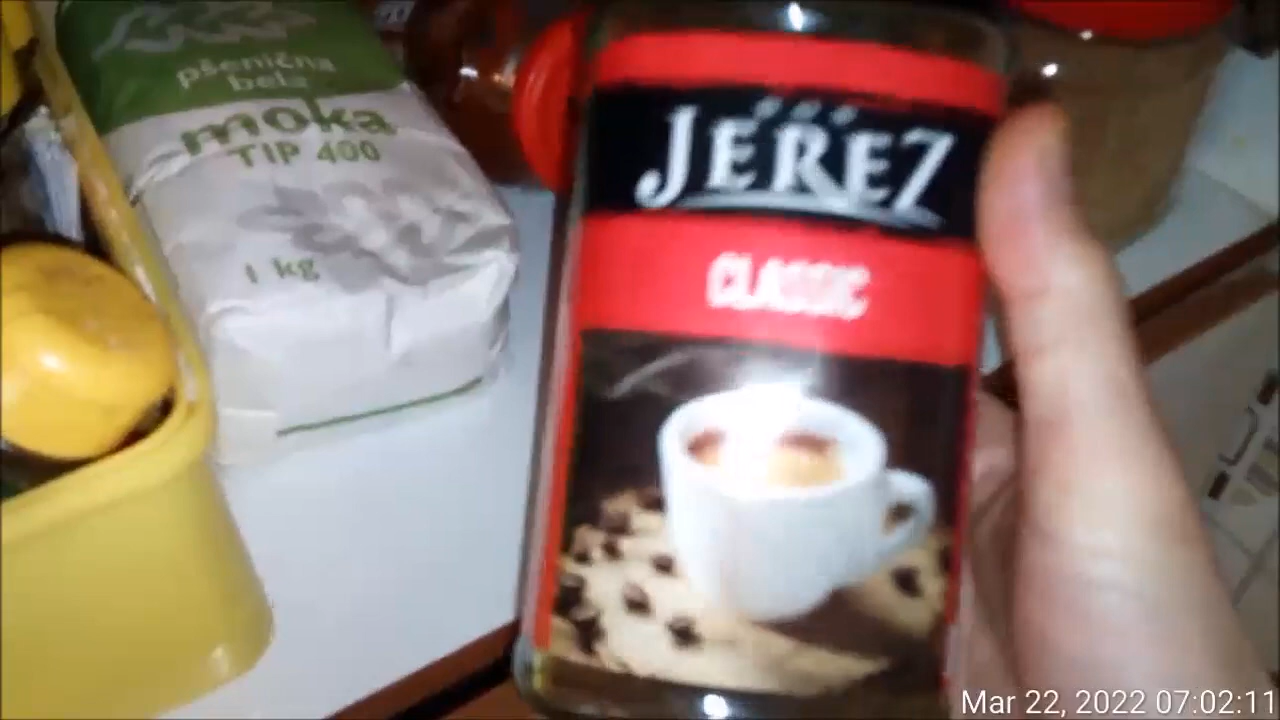 pšenična
bela
moka
TIP 400
1 kg
JEREZ
CLASSIC
Mar 22, 2022 07:02:11